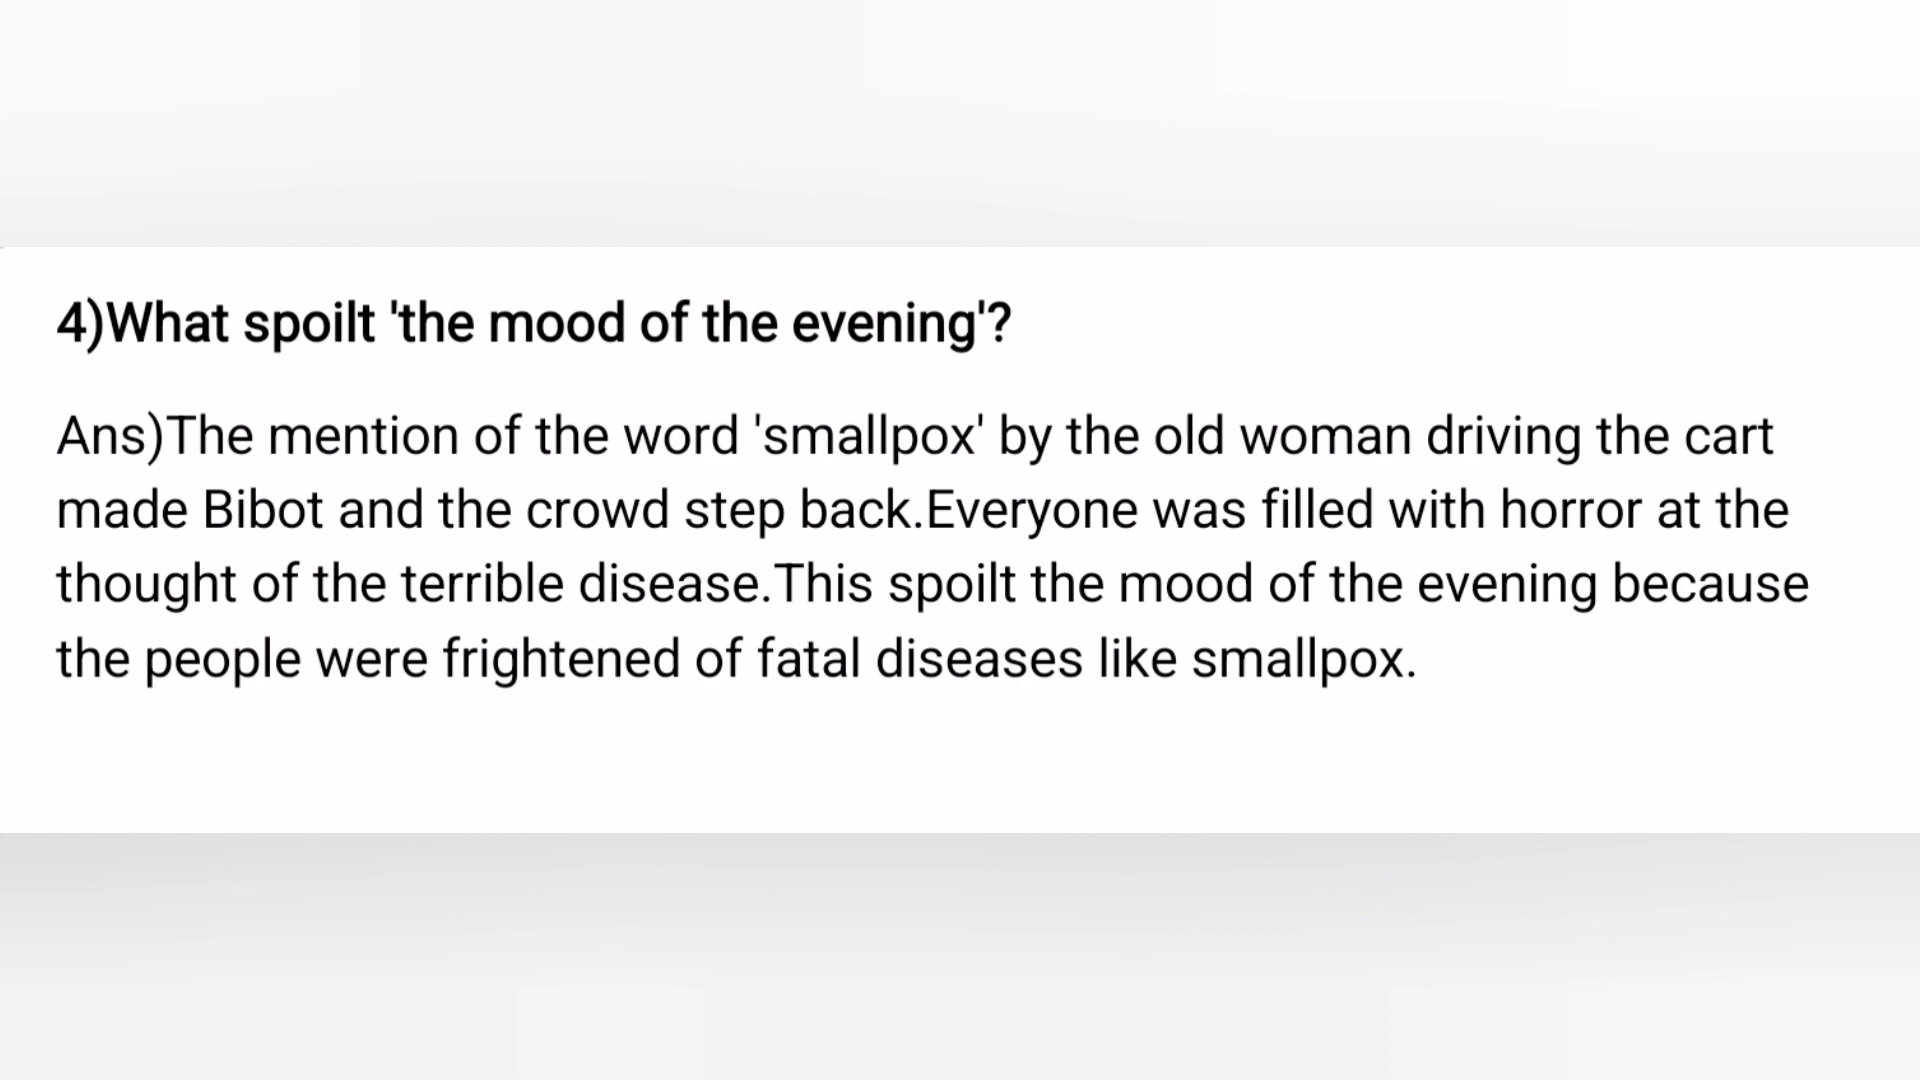 4)What spoilt 'the mood of the evening'?
Ans)The mention of the word 'smallpox' by the old woman driving the cart
made Bibot and the crowd step back.Everyone was filled with horror at the
thought of the terrible disease.This spoilt the mood of the evening because
the people were frightened of fatal diseases like smallpox.